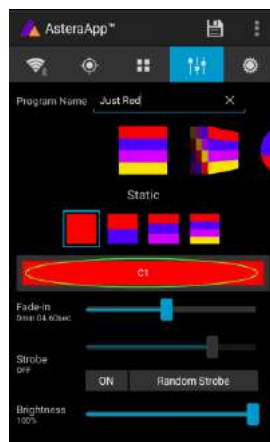 AsteraApp™
Program Name Just Red
Static
C1
Fade-In
0min 04.60sec
Strobe
OFF
ON Random Strobe
Brightness
100%